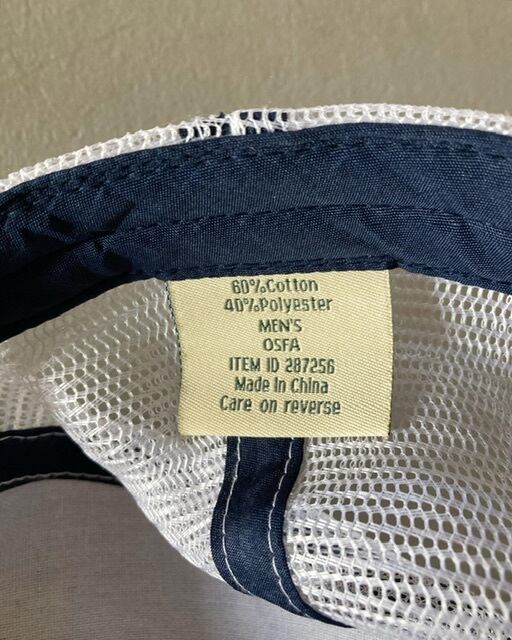 60%Cotton
40%Polyester
MEN'S
OSFA
ITEM ID 287256
Made In China
Care on reverse